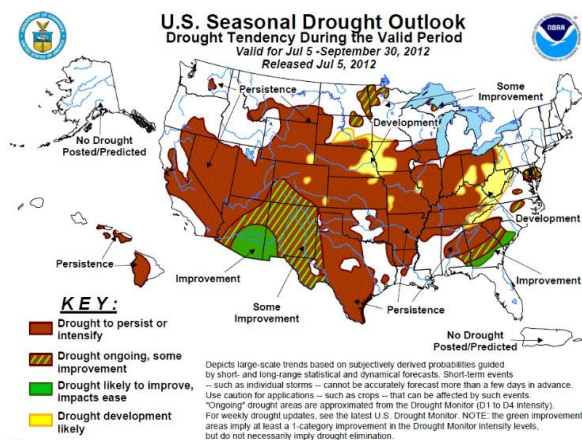 U.S. Seasonal Drought Outlook
Drought Tendency During the Valid Period
Valid for Jul 5 -September 30, 2012
Released Jul 5, 2012
NOAA
Persistence
Some
Improvement
Development
No Drought
Posted/Predicted
Development
Persistence
Improvement
Some
Improvement
Persistence
Improvement
No Drought
Posted/Predicted
KEY:
Drought to persist or
intensify
Drought ongoing, some
improvement
Drought likely to improve,
impacts ease
Drought development
likely
Depicts large-scale trends based on subjectively derived probabilities guided
by short- and long-range statistical and dynamical forecasts. Short-term events
-- such as individual storms -- cannot be accurately forecast more than a few days in advance.
Use caution for applications -- such as crops -- that can be affected by such events.
"Ongoing" drought areas are approximated from the Drought Monitor (D1 to D4 intensity).
For weekly drought updates, see the latest U.S. Drought Monitor. NOTE: the green improvement
areas imply at least a 1-category improvement in the Drought Monitor intensity levels,
but do not necessarily imply drought elimination.